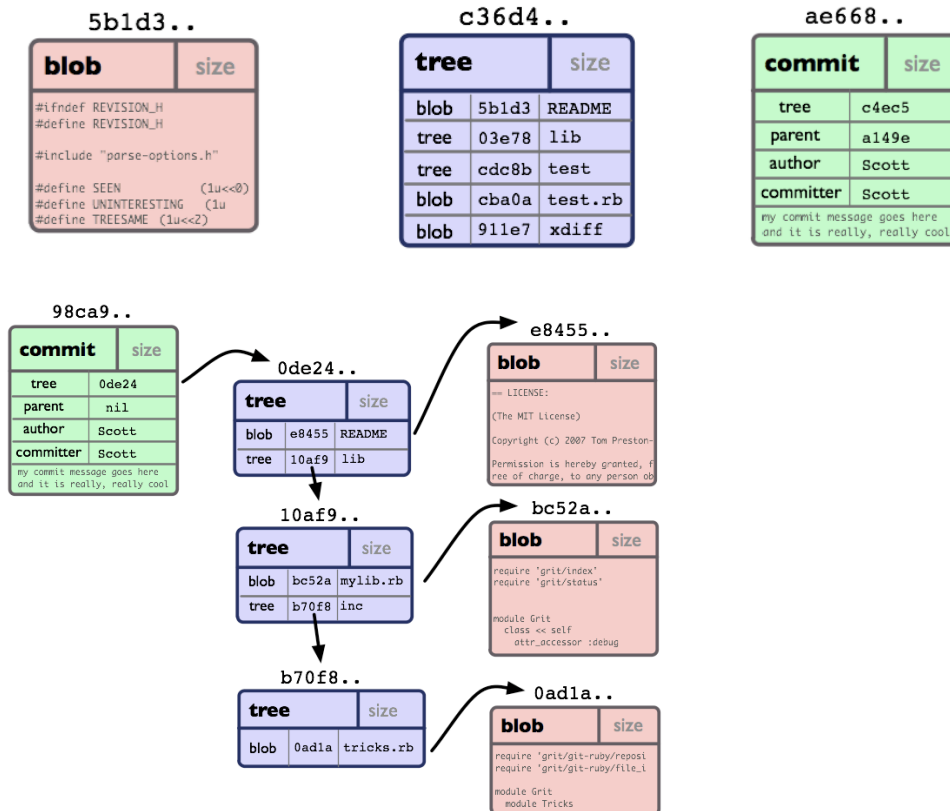 5b1d3..
blob size
#ifndef REVISION_H
#define REVISION_H
#include "parse-options.h"
#define SEEN (1u<<0)
#define UNINTERESTING (1u
#define TREESAME (1u<<2)
c36d4..
tree size
blob 5b1d3 README
tree 03e78 lib
tree cdc8b test
blob cba0a test.rb
blob 911e7 xdiff
ae668..
commit size
tree c4ec5
parent a149e
author Scott
committer Scott
my commit message goes here
and it is really, really cool
98ca9..
commit size
tree 0de24
parent nil
author Scott
committer Scott
my commit message goes here
and it is really, really cool
0de24..
tree size
blob e8455 README
tree 10af9 lib
e8455..
blob size
== LICENSE:
(The MIT License)
Copyright (c) 2007 Tom Preston-
Permission is hereby granted, f
ree of charge, to any person ob
10af9..
tree size
blob bc52a mylib.rb
tree b70f8 inc
bc52a..
blob size
require 'grit/index'
require 'grit/status'
module Grit
class << self
attr_accessor :debug
b70f8..
tree size
blob 0ad1a tricks.rb
0ad1a..
blob size
require 'grit/git-ruby/reposi
require 'grit/git-ruby/file_i
module Grit
module Tricks